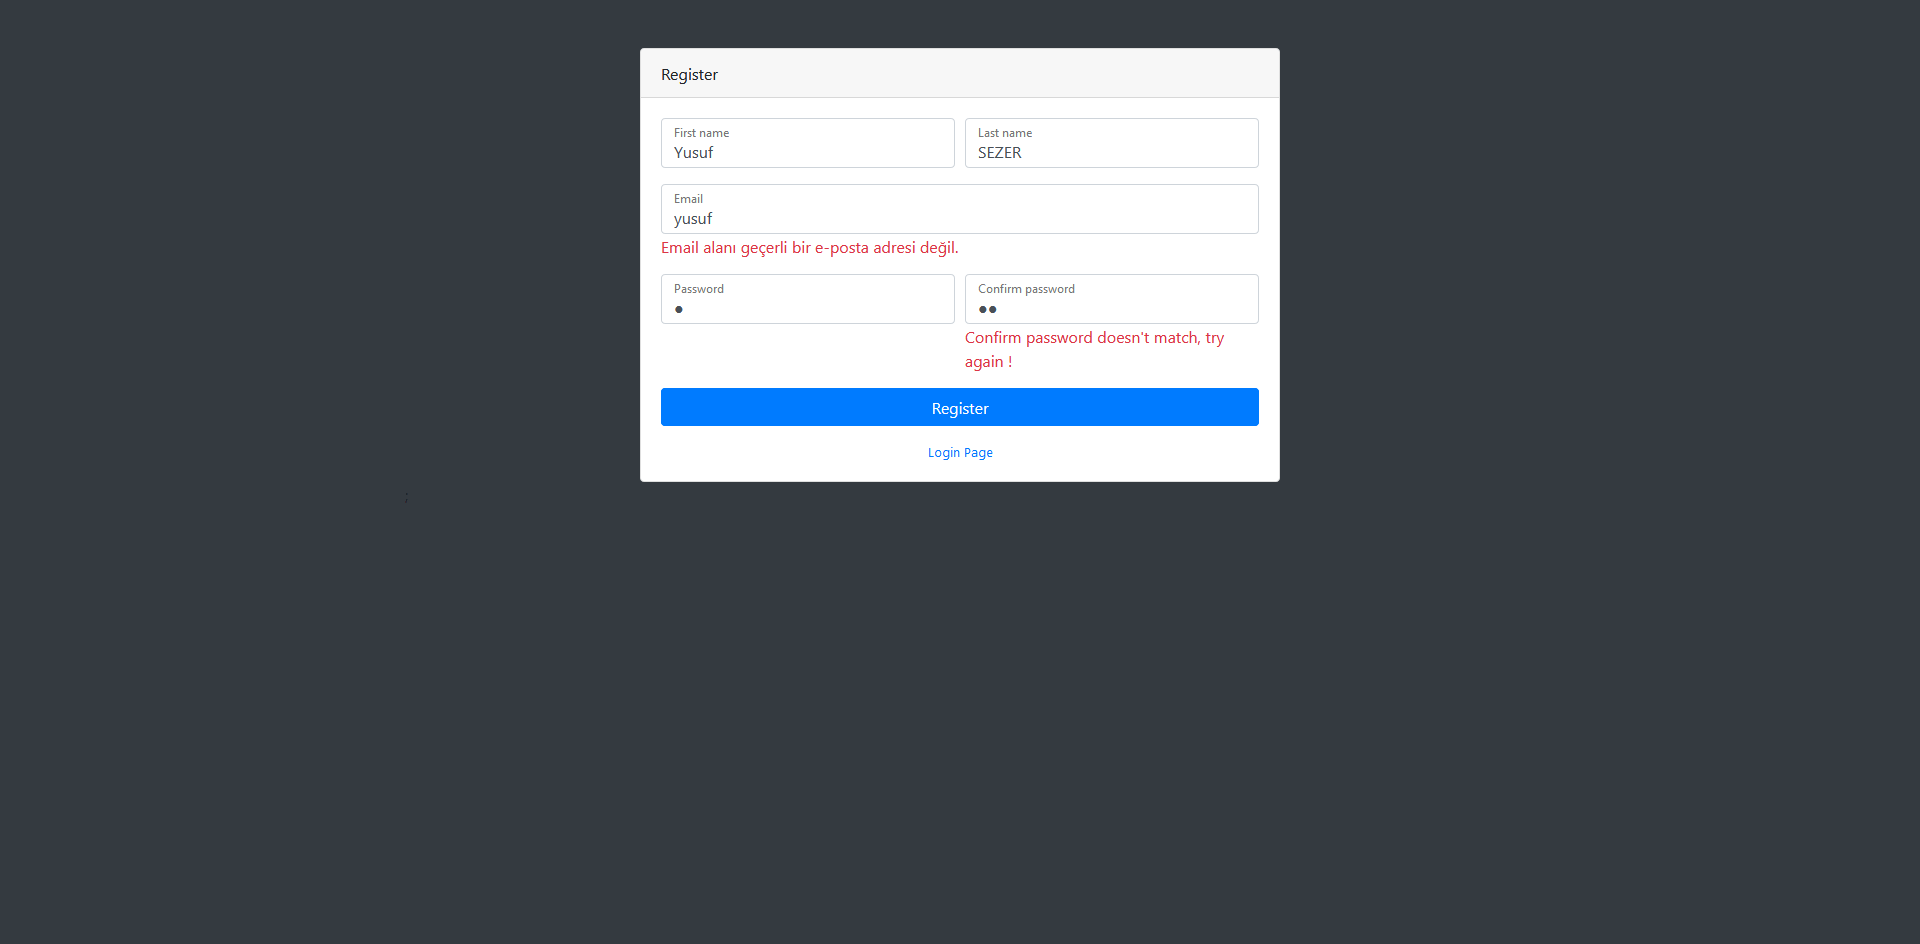 Register
First name
Yusuf
Last name
SEZER
Email
yusuf
Email alanı geçerli bir e-posta adresi değil.
Password
●
Confirm password
●●
Confirm password doesn't match, try
again !
Register
Login Page
;